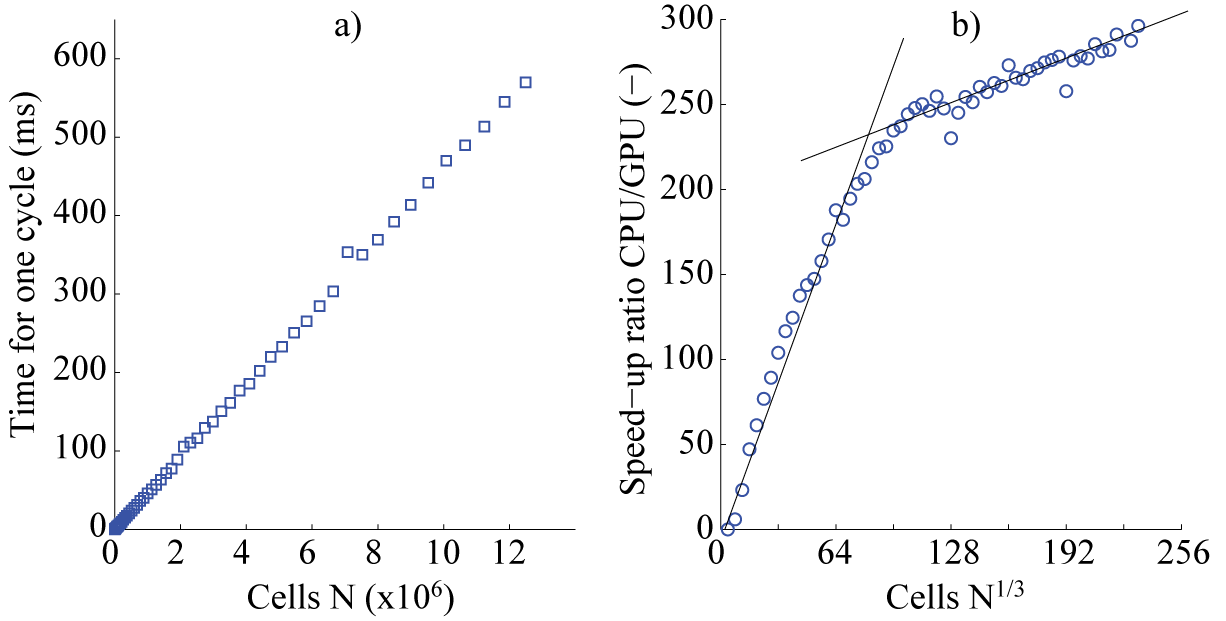 a)
Time for one cycle (ms)
600
500
400
300
200
100
0
0 2 4 6 8 10 12
Cells N (x10⁶)
b)
Speed−up ratio CPU/GPU (−)
300
250
200
150
100
50
0
0 64 128 192 256
Cells N¹/³